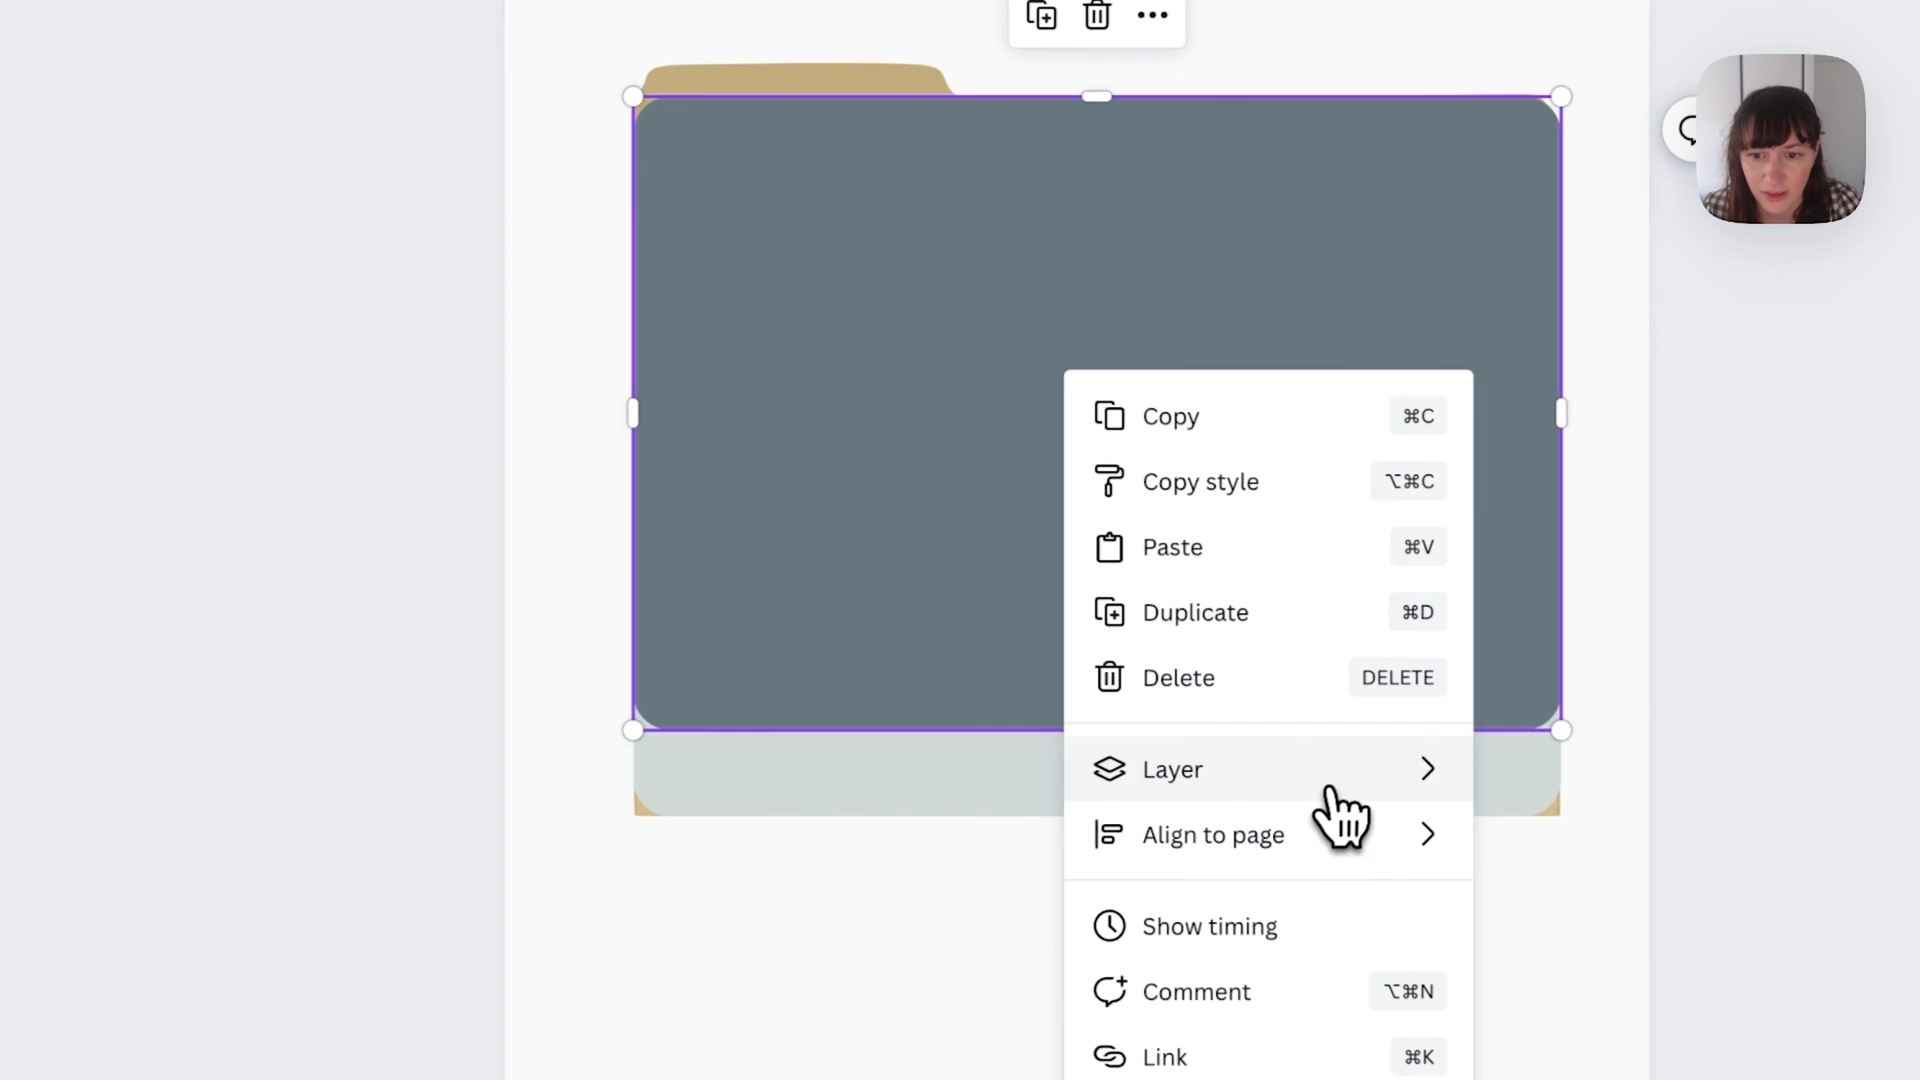 Copy ⌘C
Copy style ⌥⌘C
Paste ⌘V
Duplicate ⌘D
Delete DELETE
Layer
Align to page
Show timing
Comment ⌥⌘N
Link ⌘K